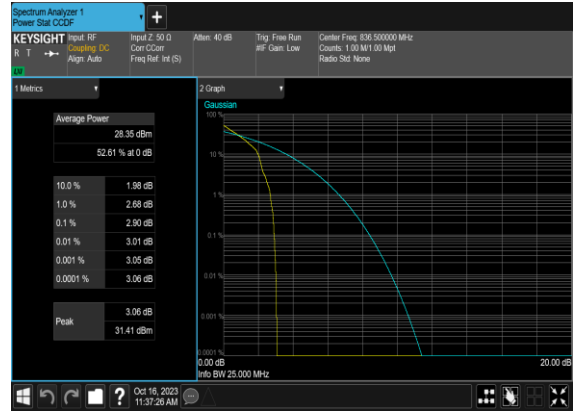 Spectrum Analyzer 1
Power Stat CCDF
KEYSIGHT
R T
LM
Input: RF
Coupling: DC
Align: Auto
Input Z: 50 Ω
Corr CCorr
Freq Ref: Int (S)
Atten: 40 dB
Trig: Free Run
#IF Gain: Low
Center Freq: 836.500000 MHz
Counts: 1.00 M/1.00 Mpt
Radio Std: None
1 Metrics
Average Power
28.35 dBm
52.61 % at 0 dB
10.0 % 1.98 dB
1.0 % 2.68 dB
0.1 % 2.90 dB
0.01 % 3.01 dB
0.001 % 3.05 dB
0.0001 % 3.06 dB
Peak
3.06 dB
31.41 dBm
2 Graph
Gaussian
100 %
10 %
1 %
0.1 %
0.01 %
0.001 %
0.0001 %
0.00 dB 20.00 dB
Info BW 25.000 MHz
?
Oct 16, 2023
11:37:26 AM